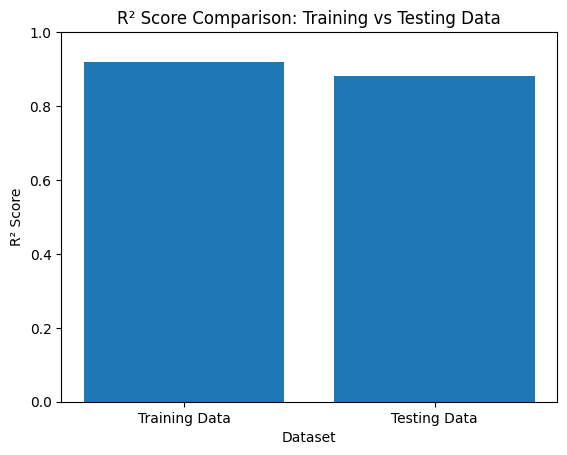 R² Score Comparison: Training vs Testing Data
1.0
0.8
0.6
0.4
0.2
0.0
R² Score
Training Data
Testing Data
Dataset